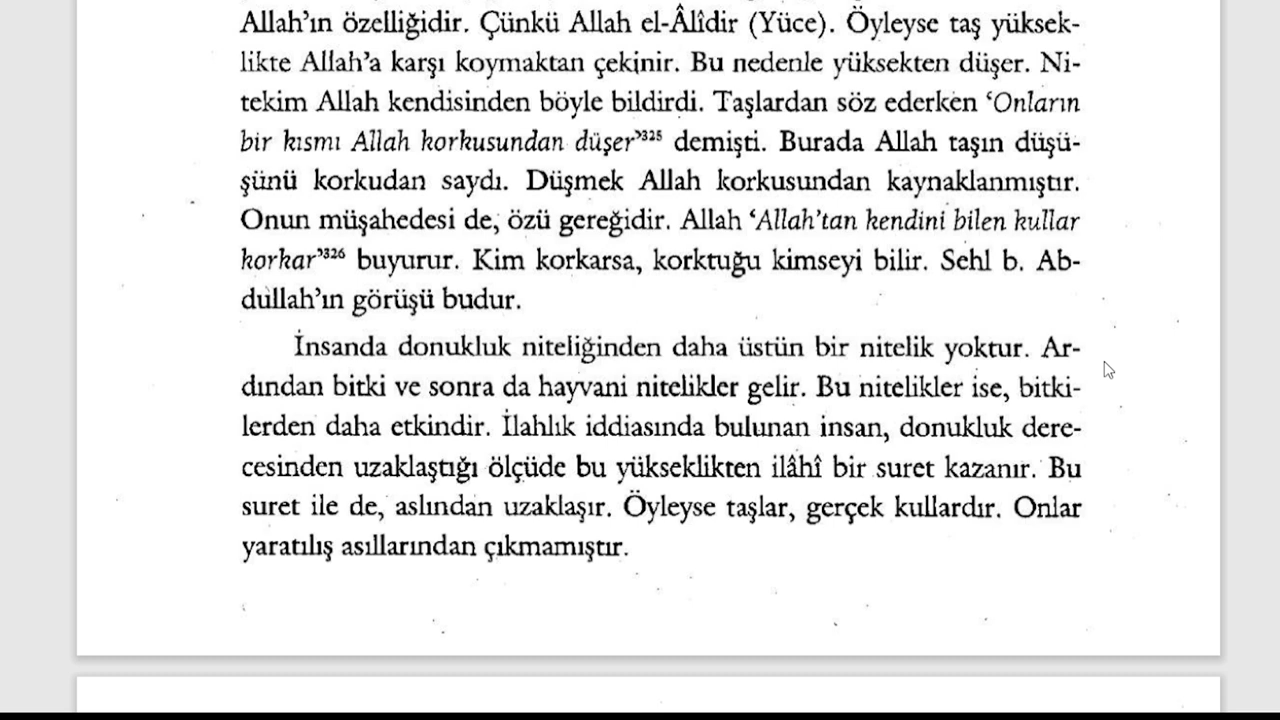 Allah’ın özelliğidir. Çünkü Allah el-Âlîdir (Yüce). Öyleyse taş yüksek-
likte Allah’a karşı koymaktan çekinir. Bu nedenle yüksekten düşer. Ni-
tekim Allah kendisinden böyle bildirdi. Taşlardan söz ederken ‘Onların
bir kısmı Allah korkusundan düşer’³²⁵ demişti. Burada Allah taşın düşü-
şünü korkudan saydı. Düşmek Allah korkusundan kaynaklanmıştır.
Onun müşahedesi de, özü gereğidir. Allah ‘Allah’tan kendini bilen kullar
korkar’³²⁶ buyurur. Kim korkarsa, korktuğu kimseyi bilir. Sehl b. Ab-
dullah’ın görüşü budur.
İnsanda donukluk niteliğinden daha üstün bir nitelik yoktur. Ar-
dından bitki ve sonra da hayvani nitelikler gelir. Bu nitelikler ise, bitki-
lerden daha etkindir. İlahlık iddiasında bulunan insan, donukluk dere-
cesinden uzaklaştığı ölçüde bu yükseklikten ilâhî bir suret kazanır. Bu
suret ile de, aslından uzaklaşır. Öyleyse taşlar, gerçek kullardır. Onlar
yaratılış asıllarından çıkmamıştır.